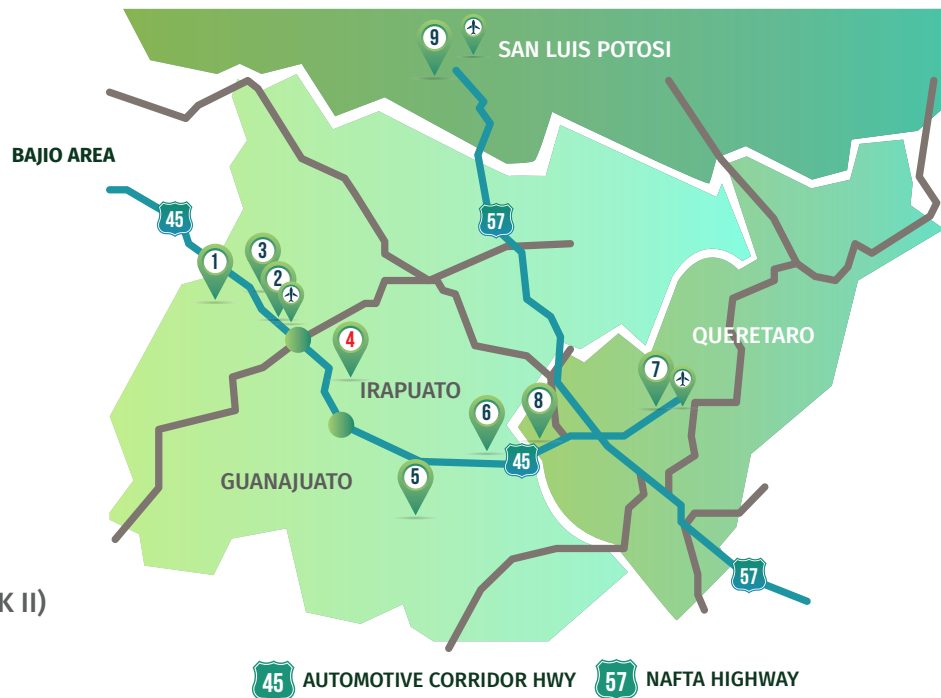 9
SAN LUIS POTOSI
BAJIO AREA
45
57
1
3
2
4
IRAPUATO
QUERETARO
7
6
8
45
5
GUANAJUATO
57
K II)
45 AUTOMOTIVE CORRIDOR HWY 57 NAFTA HIGHWAY